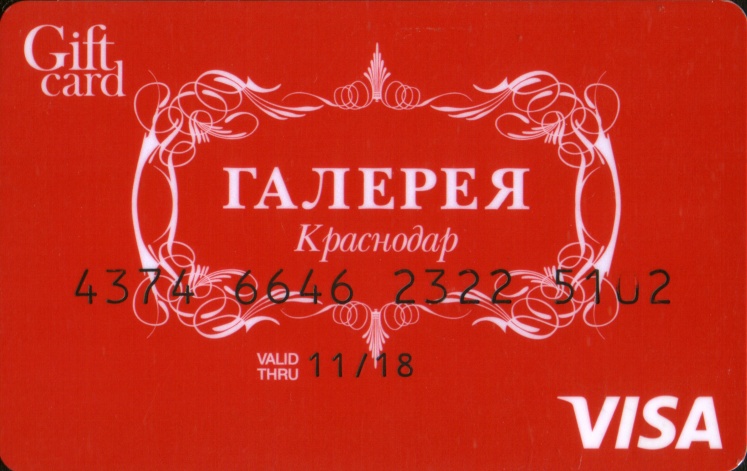 Gift
card
ГАЛЕРЕЯ
Краснодар
4374 6646 2322 5102
VALID
THRU 11/18
VISA